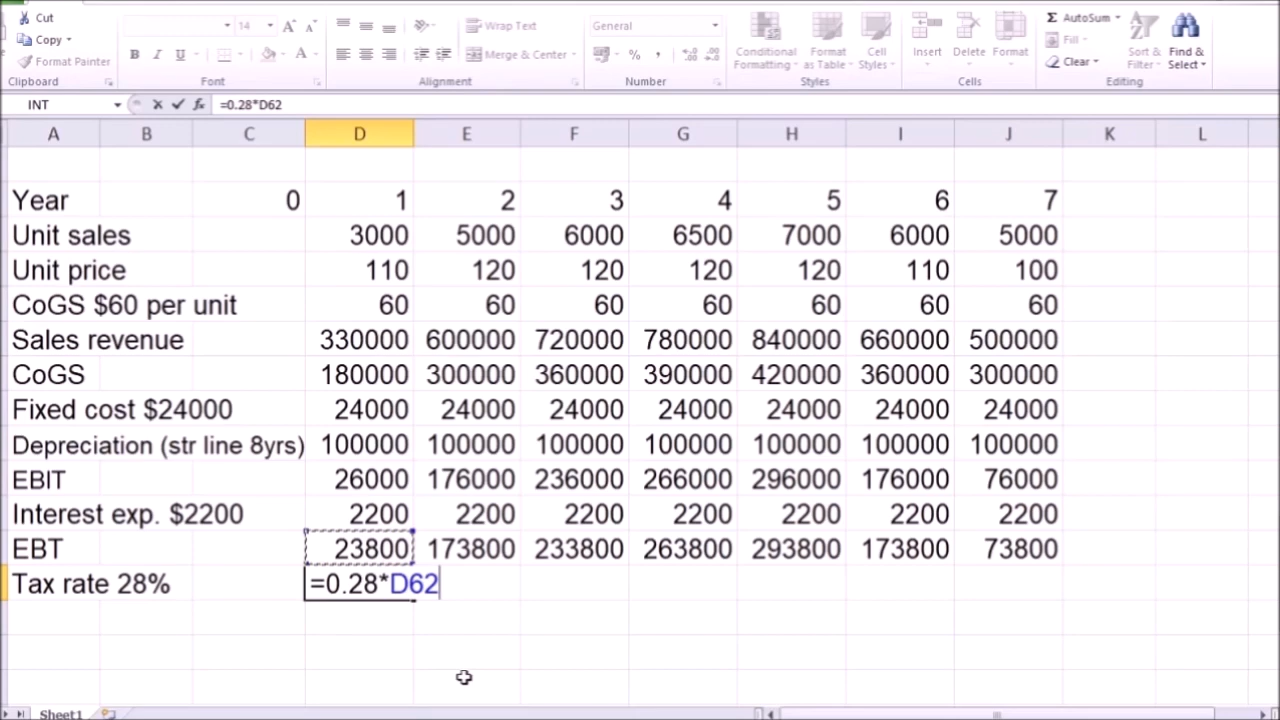 Cut
Copy
Format Painter
Clipboard
14
A A
B I U A
Font
Wrap Text
Merge & Center
Alignment
General
% ,
Number
Conditional Formatting
Format as Table
Cell Styles
Styles
Insert
Delete
Format
Cells
Σ AutoSum
Fill
Clear
Sort & Filter
Find & Select
Editing
INT fx =0.28*D62
A B C D E F G H I J K L
Year 0 1 2 3 4 5 6 7
Unit sales 3000 5000 6000 6500 7000 6000 5000
Unit price 110 120 120 120 120 110 100
CoGS $60 per unit 60 60 60 60 60 60 60
Sales revenue 330000 600000 720000 780000 840000 660000 500000
CoGS 180000 300000 360000 390000 420000 360000 300000
Fixed cost $24000 24000 24000 24000 24000 24000 24000 24000
Depreciation (str line 8yrs) 100000 100000 100000 100000 100000 100000 100000
EBIT 26000 176000 236000 266000 296000 176000 76000
Interest exp. $2200 2200 2200 2200 2200 2200 2200 2200
EBT 23800 173800 233800 263800 293800 173800 73800
Tax rate 28% =0.28*D62
Sheet1